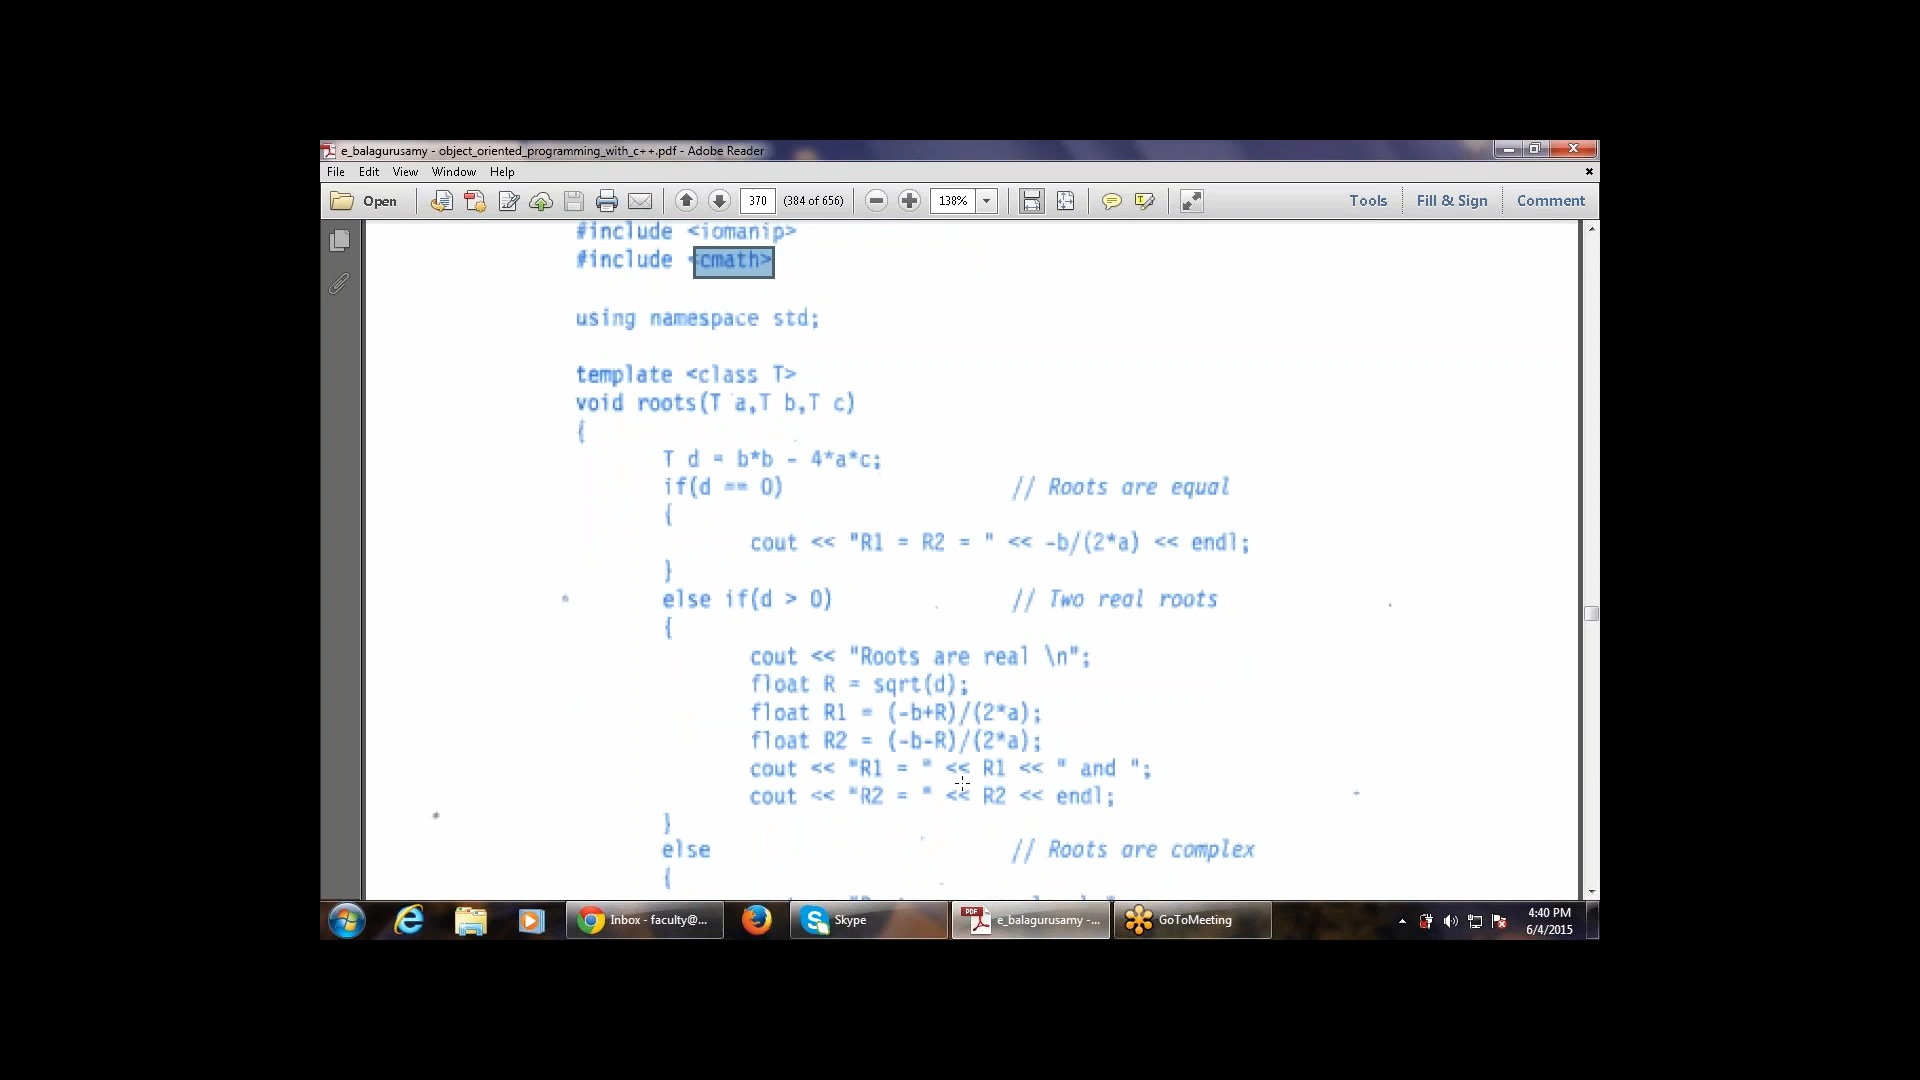 e_balagurusamy - object_oriented_programming_with_c++.pdf - Adobe Reader
File Edit View Window Help
Open 370 (384 of 656) 138% Tools Fill & Sign Comment
#include <iomanip>
#include <cmath>
using namespace std;
template <class T>
void roots(T a,T b,T c)
{
T d = b*b - 4*a*c;
if(d == 0) // Roots are equal
{
cout << "R1 = R2 = " << -b/(2*a) << endl;
}
else if(d > 0) // Two real roots
{
cout << "Roots are real \n";
float R = sqrt(d);
float R1 = (-b+R)/(2*a);
float R2 = (-b-R)/(2*a);
cout << "R1 = " << R1 << " and ";
cout << "R2 = " << R2 << endl;
}
else // Roots are complex
{
Inbox - faculty@... Skype PDF e_balagurusamy -... GoToMeeting 4:40 PM
6/4/2015